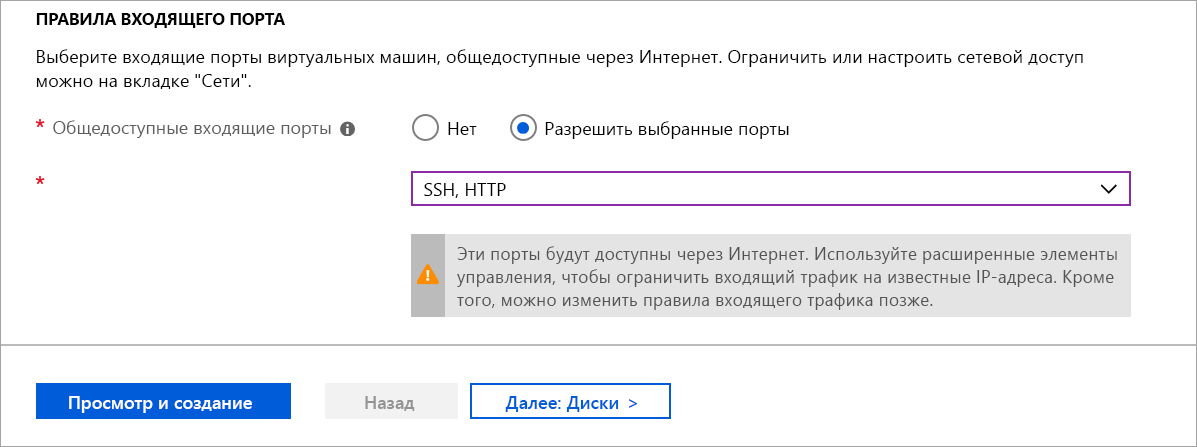 ПРАВИЛА ВХОДЯЩЕГО ПОРТА
Выберите входящие порты виртуальных машин, общедоступные через Интернет. Ограничить или настроить сетевой доступ
можно на вкладке "Сети".
* Общедоступные входящие порты
Нет
Разрешить выбранные порты
*
SSH, HTTP
Эти порты будут доступны через Интернет. Используйте расширенные элементы
управления, чтобы ограничить входящий трафик на известные IP-адреса. Кроме
того, можно изменить правила входящего трафика позже.
Просмотр и создание
Назад
Далее: Диски >